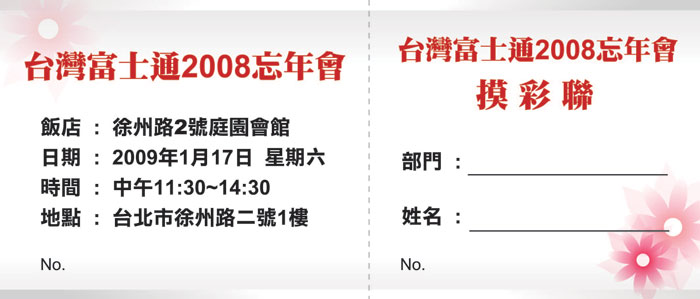 台灣富士通2008忘年會
飯店 ： 徐州路2號庭園會館
日期 ： 2009年1月17日 星期六
時間 ： 中午11:30~14:30
地點 ： 台北市徐州路二號1樓
No.
台灣富士通2008忘年會
摸彩聯
部門 ：
姓名 ：
No.